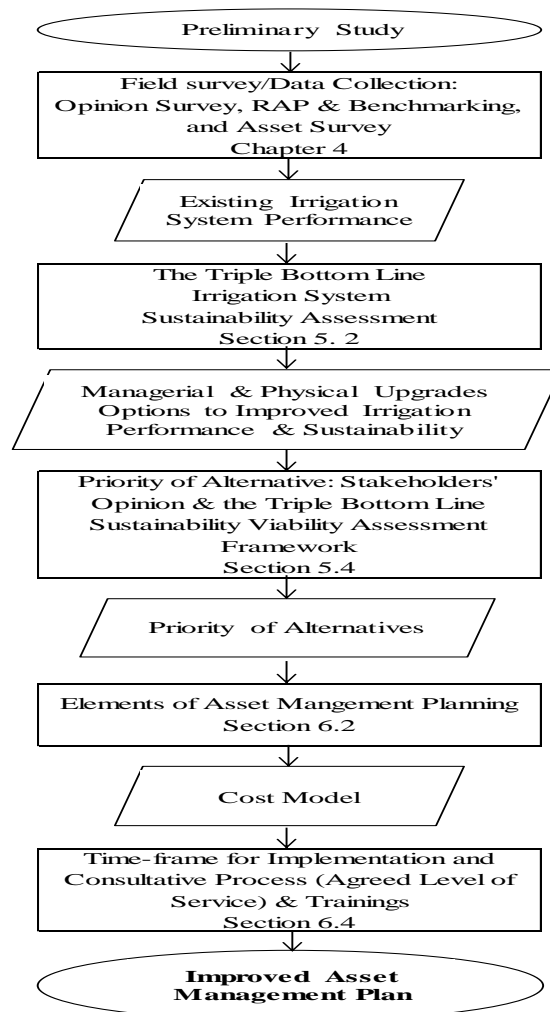 Preliminary Study
Field survey/Data Collection:
Opinion Survey, RAP & Benchmarking,
and Asset Survey
Chapter 4
Existing Irrigation
System Performance
The Triple Bottom Line
Irrigation System
Sustainability Assessment
Section 5. 2
Managerial & Physical Upgrades
Options to Improved Irrigation
Performance & Sustainability
Priority of Alternative: Stakeholders'
Opinion & the Triple Bottom Line
Sustainability Viability Assessment
Framework
Section 5.4
Priority of Alternatives
Elements of Asset Mangement Planning
Section 6.2
Cost Model
Time-frame for Implementation and
Consultative Process (Agreed Level of
Service) & Trainings
Section 6.4
Improved Asset
Management Plan